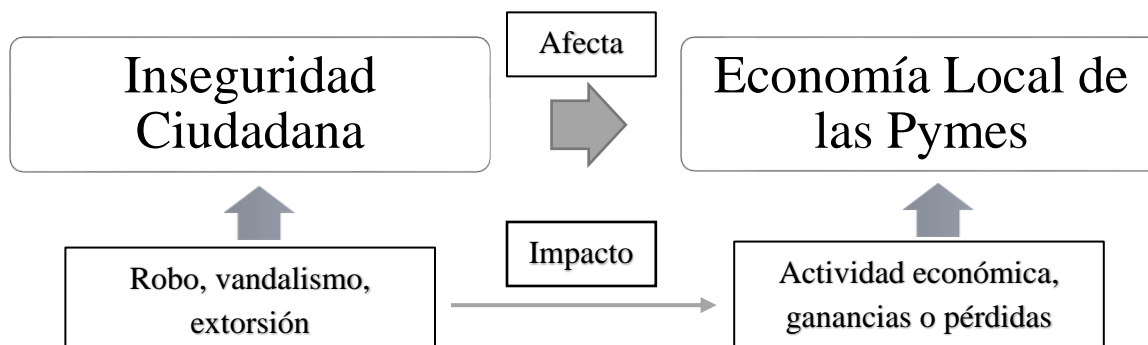 Afecta
Inseguridad
Ciudadana
Economía Local de
las Pymes
Impacto
Robo, vandalismo,
extorsión
Actividad económica,
ganancias o pérdidas